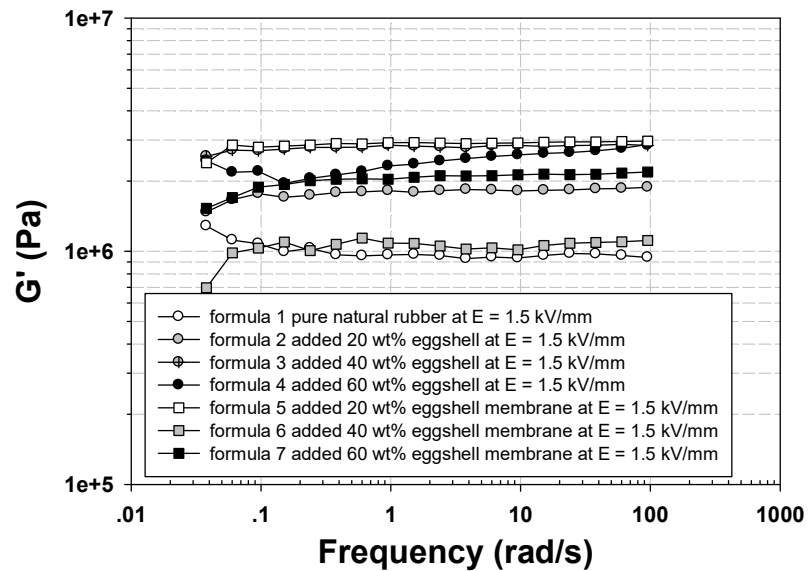 1e+7
1e+6
1e+5
G' (Pa)
formula 1 pure natural rubber at E = 1.5 kV/mm
formula 2 added 20 wt% eggshell at E = 1.5 kV/mm
formula 3 added 40 wt% eggshell at E = 1.5 kV/mm
formula 4 added 60 wt% eggshell at E = 1.5 kV/mm
formula 5 added 20 wt% eggshell membrane at E = 1.5 kV/mm
formula 6 added 40 wt% eggshell membrane at E = 1.5 kV/mm
formula 7 added 60 wt% eggshell membrane at E = 1.5 kV/mm
.01 .1 1 10 100 1000
Frequency (rad/s)